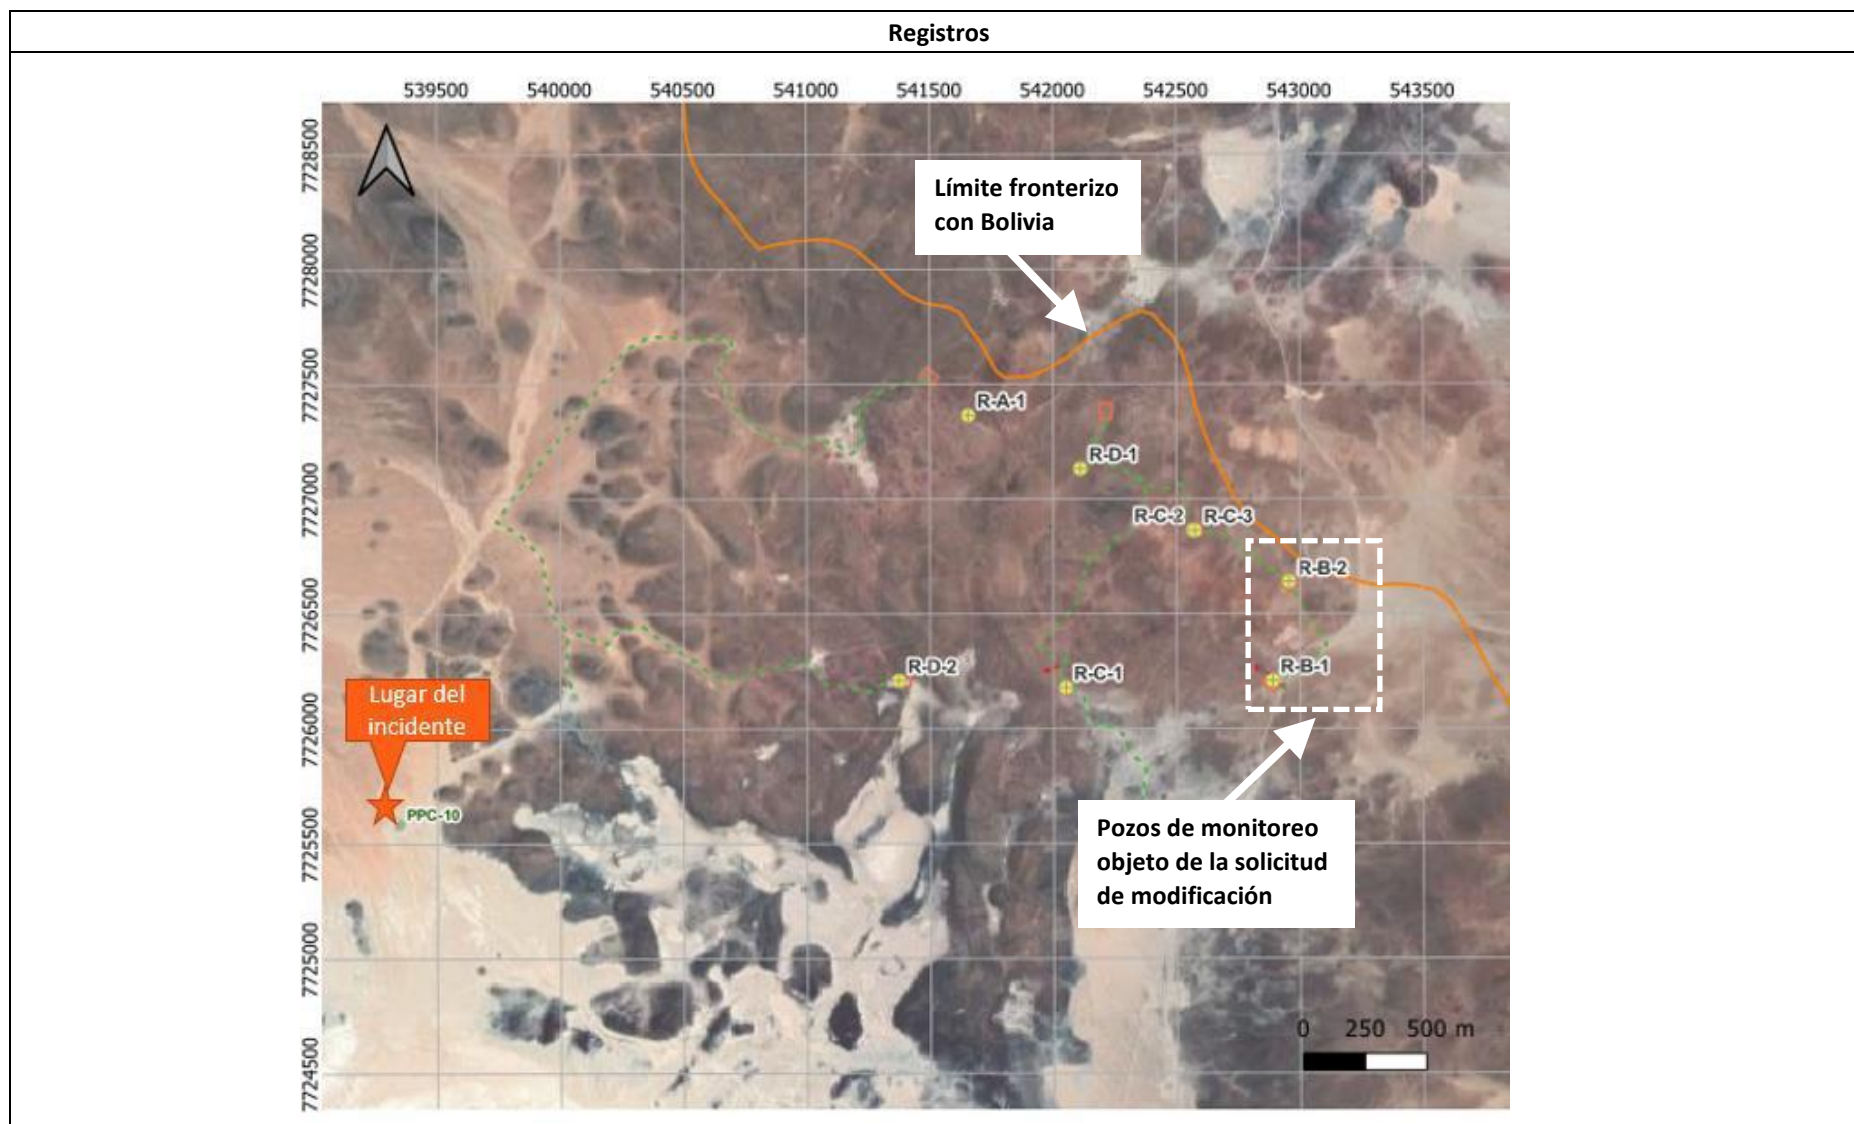 Registros
539500 540000 540500 541000 541500 542000 542500 543000 543500
7728500
7728000
7727500
7727000
7726500
7726000
7725500
7725000
7724500
Límite fronterizo
con Bolivia
R-A-1
R-D-1
R-C-2 R-C-3
R-B-2
R-D-2
R-C-1
R-B-1
Lugar del
incidente
PPC-10
Pozos de monitoreo
objeto de la solicitud
de modificación
0 250 500 m